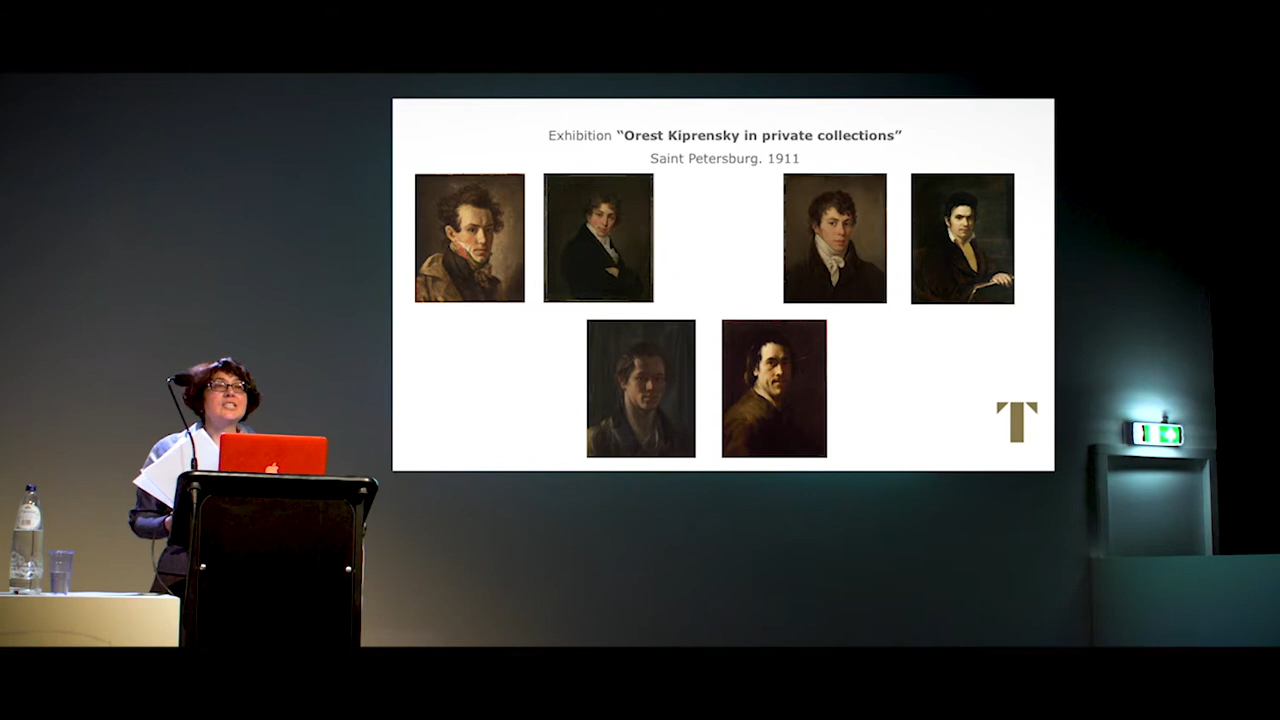 Exhibition “Orest Kiprensky in private collections”
Saint Petersburg. 1911
T